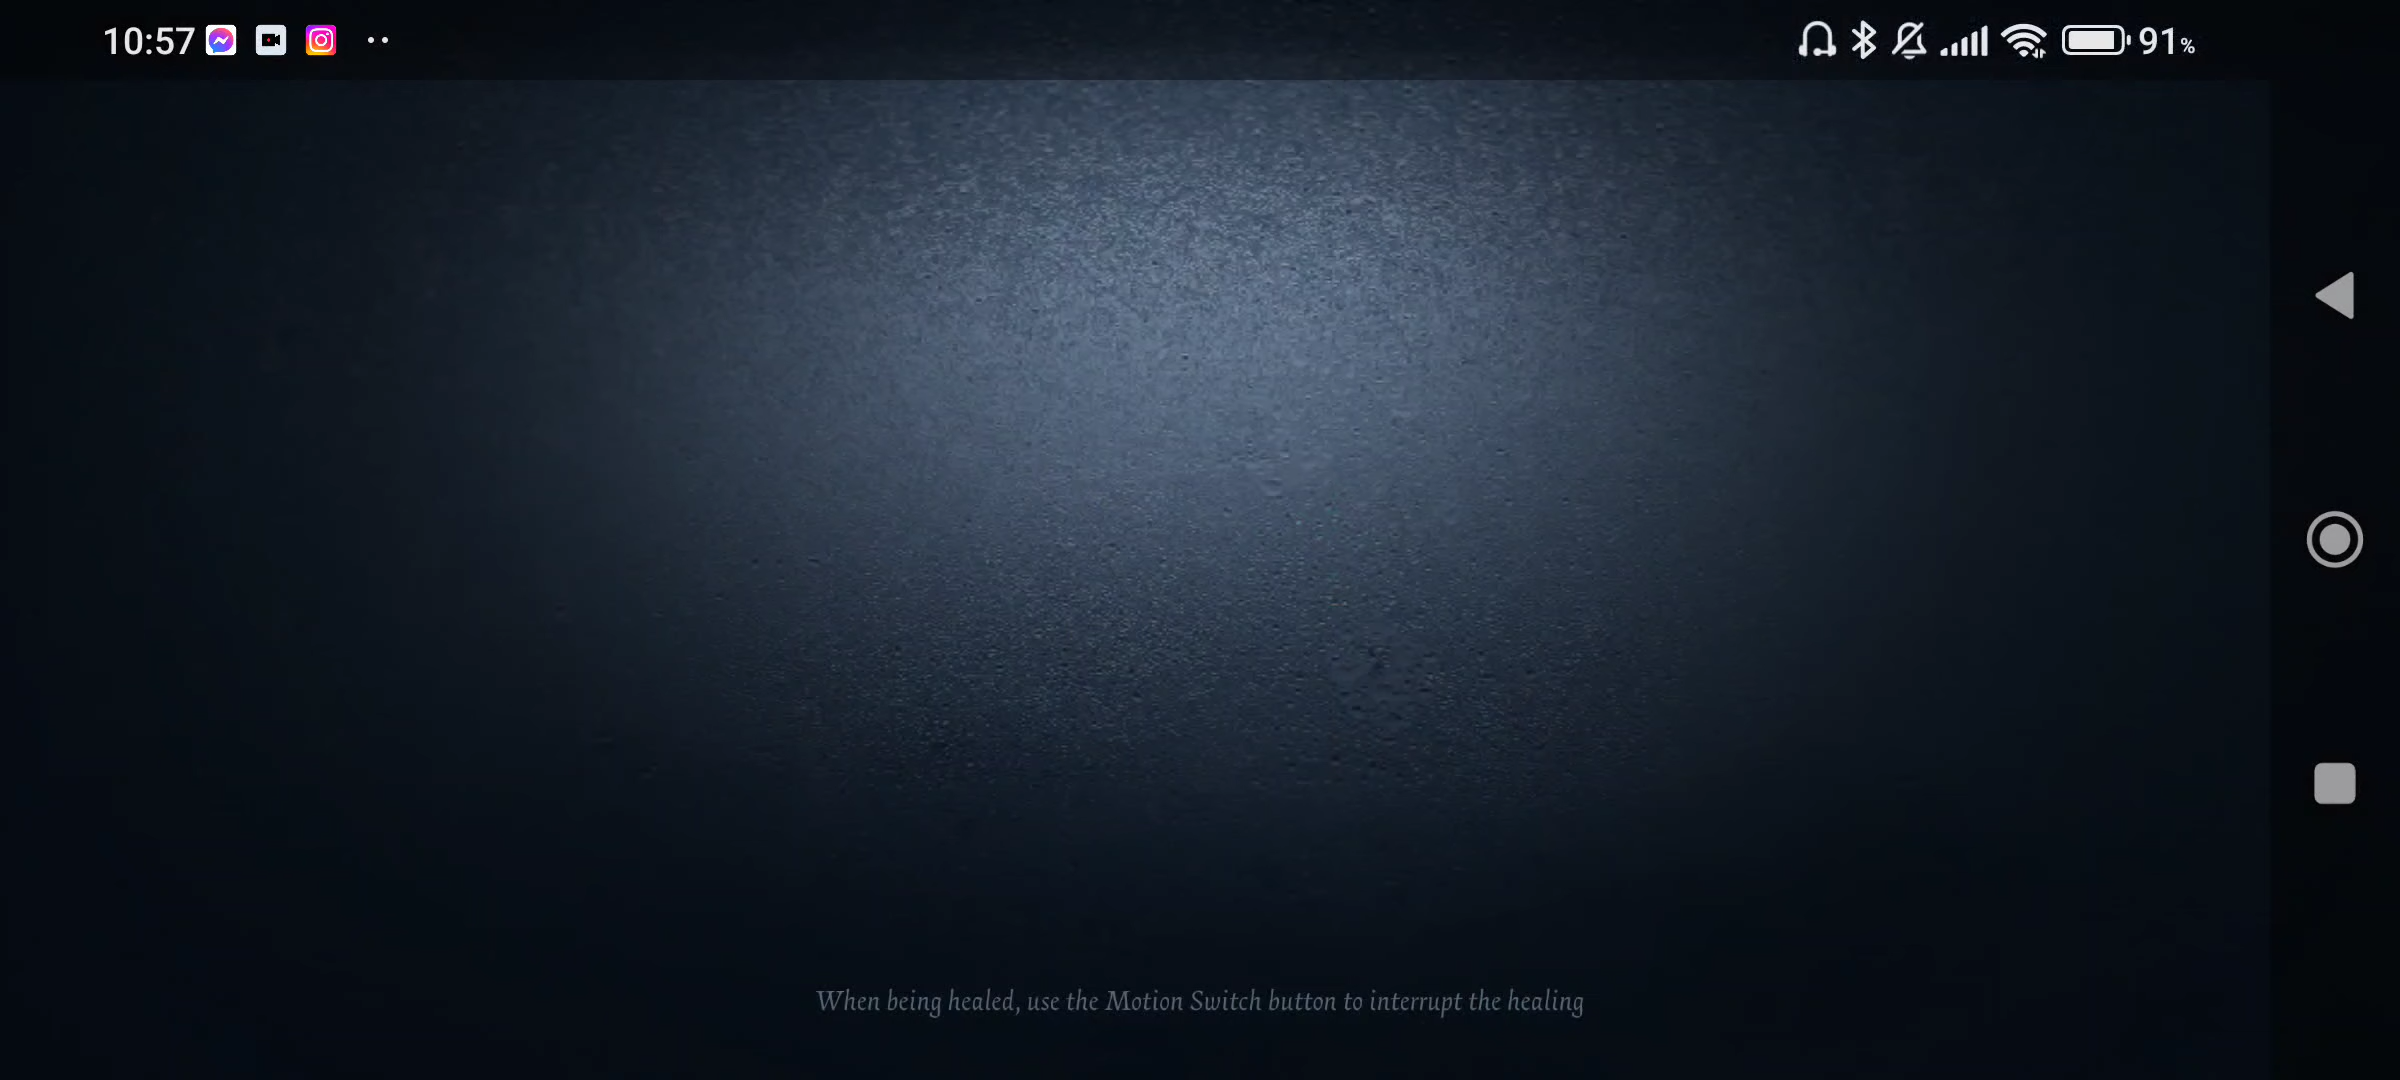 10:57
91%
When being healed, use the Motion Switch button to interrupt the healing